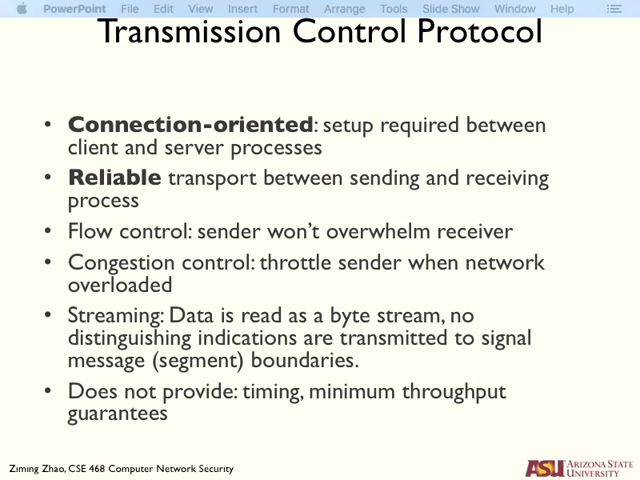 PowerPoint File Edit View Insert Format Arrange Tools Slide Show Window Help
Transmission Control Protocol
• Connection-oriented: setup required between
client and server processes
• Reliable transport between sending and receiving
process
• Flow control: sender won't overwhelm receiver
• Congestion control: throttle sender when network
overloaded
• Streaming: Data is read as a byte stream, no
distinguishing indications are transmitted to signal
message (segment) boundaries.
• Does not provide: timing, minimum throughput
guarantees
Ziming Zhao, CSE 468 Computer Network Security
ASU ARIZONA STATE
UNIVERSITY